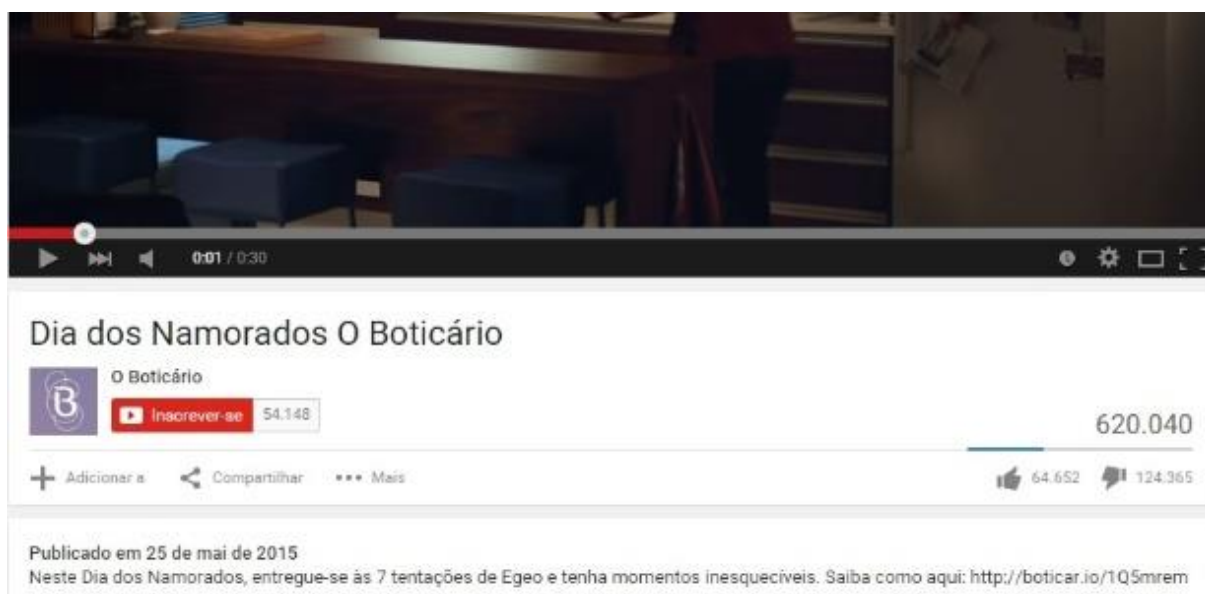 0:01 / 0:30
Dia dos Namorados O Boticário
B
O Boticário
Inscrever-se 54.148
620.040
Adicionar a Compartilhar Mais 64.652 124.365
Publicado em 25 de mai de 2015
Neste Dia dos Namorados, entregue-se às 7 tentações de Egeo e tenha momentos inesquecíveis. Saiba como aqui: http://boticar.io/1Q5mrem